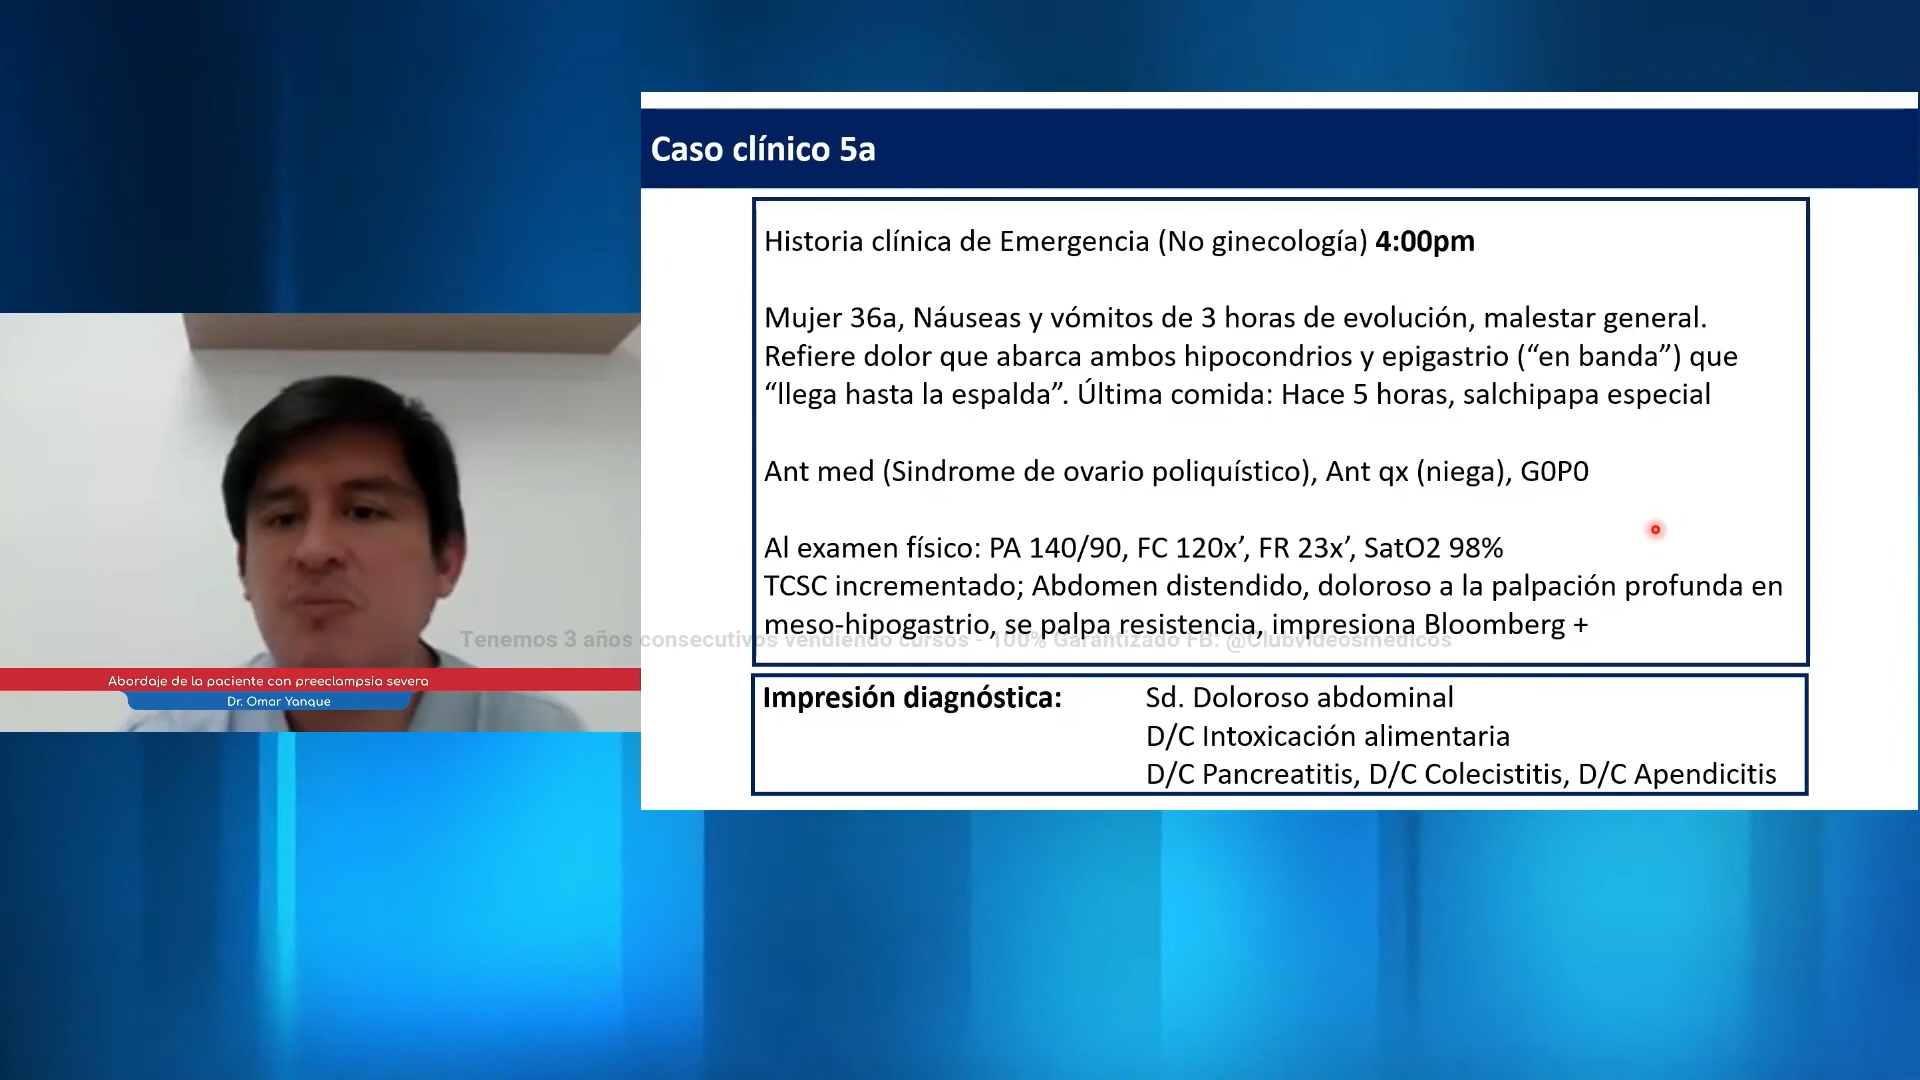 Caso clínico 5a
Historia clínica de Emergencia (No ginecología) 4:00pm
Mujer 36a, Náuseas y vómitos de 3 horas de evolución, malestar general.
Refiere dolor que abarca ambos hipocondrios y epigastrio (“en banda”) que
“llega hasta la espalda”. Última comida: Hace 5 horas, salchipapa especial
Ant med (Sindrome de ovario poliquístico), Ant qx (niega), G0P0
Al examen físico: PA 140/90, FC 120x’, FR 23x’, SatO2 98%
TCSC incrementado; Abdomen distendido, doloroso a la palpación profunda en
meso-hipogastrio, se palpa resistencia, impresiona Bloomberg +
Tenemos 3 años consecutivos vendiendo cursos - 100% Garantizado FB: @Clubvideosmedicos
Abordaje de la paciente con preeclampsia severa
Dr. Omar Yanque
Impresión diagnóstica: Sd. Doloroso abdominal
D/C Intoxicación alimentaria
D/C Pancreatitis, D/C Colecistitis, D/C Apendicitis